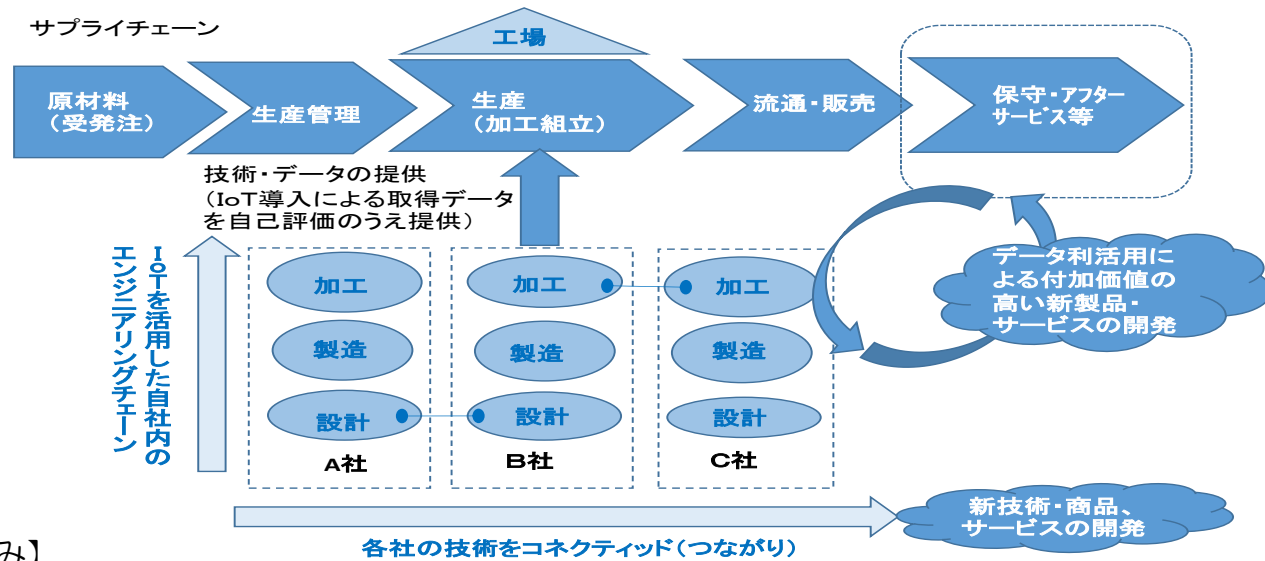 サプライチェーン
工場
原材料
（受発注）
生産管理
生産
（加工組立）
流通・販売
保守・アフター
サービス等
技術・データの提供
（IoT導入による取得データ
を自己評価のうえ提供）
IoTを活用した自社内の
エンジニアリングチェーン
加工
製造
設計
A社
加工
製造
設計
B社
加工
製造
設計
C社
データ利活用に
よる付加価値の
高い新製品・
サービスの開発
各社の技術をコネクティッド（つながり）
新技術・商品、
サービスの開発
み】